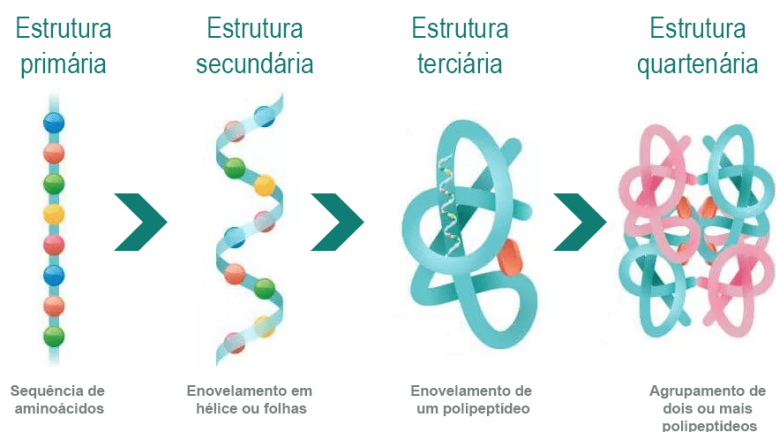 Estrutura
primária
Estrutura
secundária
Estrutura
terciária
Estrutura
quartenária
Sequência de
aminoácidos
Enovelamento em
hélice ou folhas
Enovelamento de
um polipeptídeo
Agrupamento de
dois ou mais
polipeptídeos